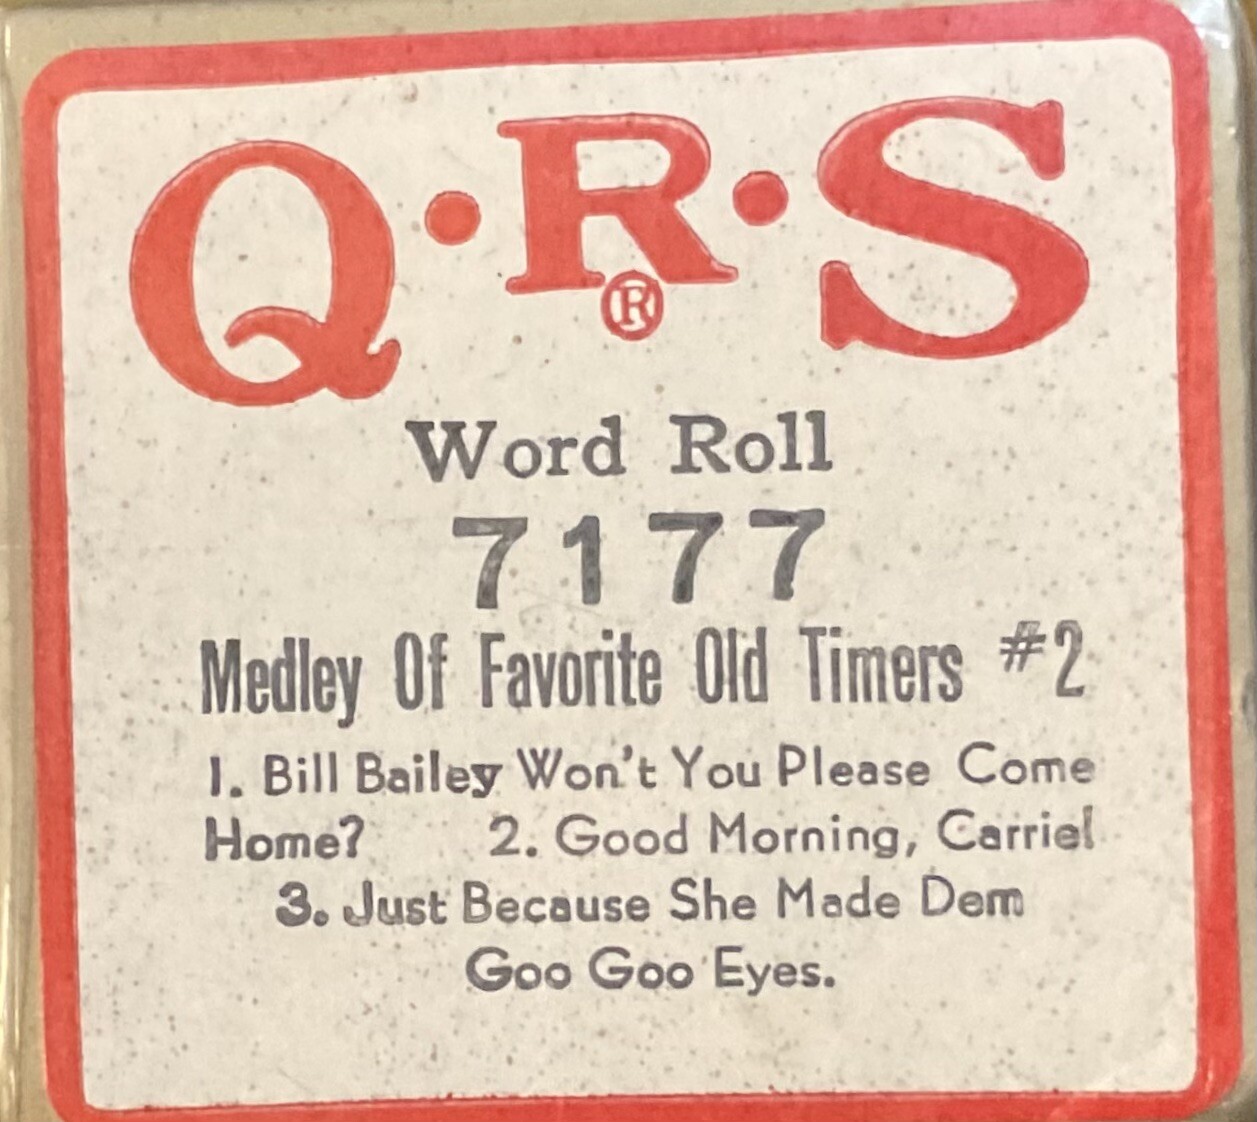 Q·R·S
®
Word Roll
7177
Medley Of Favorite Old Timers #2
1. Bill Bailey Won't You Please Come
Home? 2. Good Morning, Carrie!
3. Just Because She Made Dem
Goo Goo Eyes.